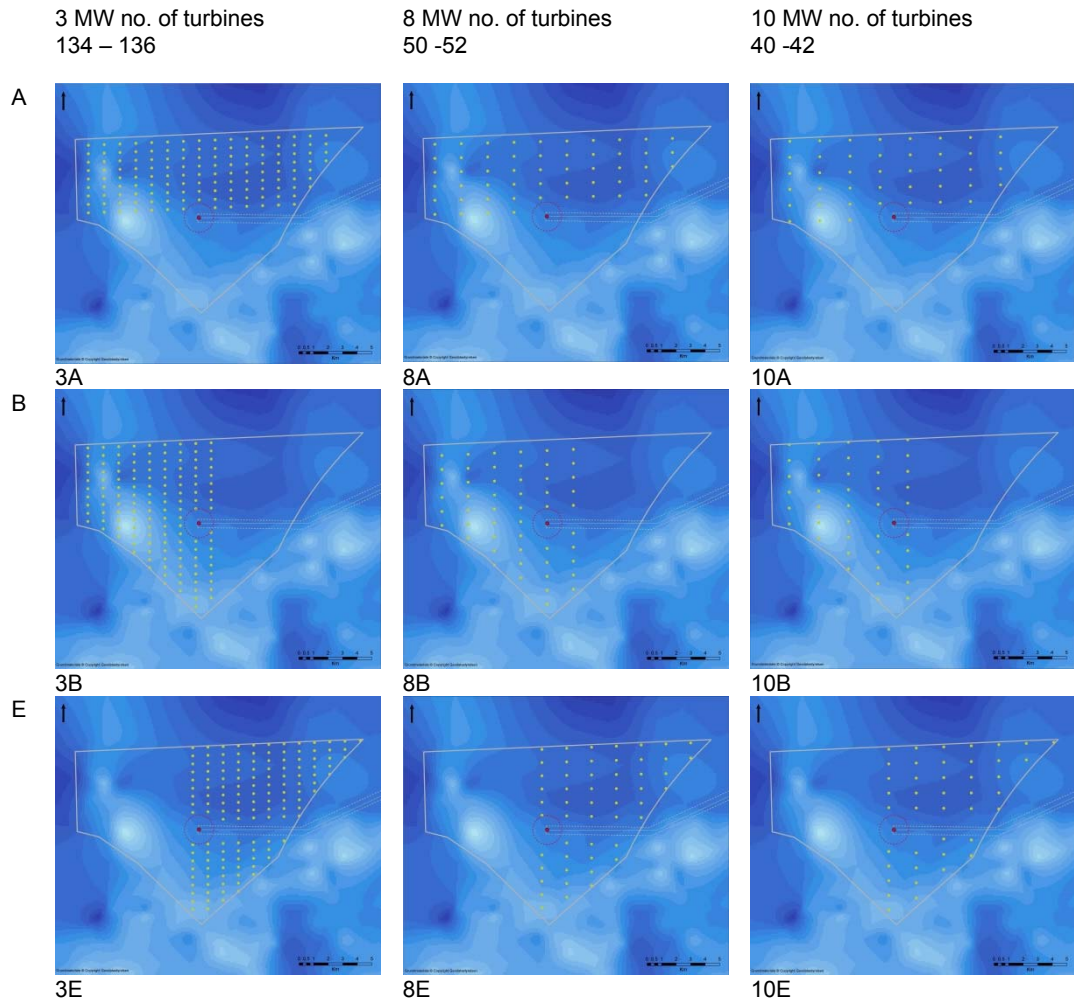 3 MW no. of turbines
134 – 136
8 MW no. of turbines
50 -52
10 MW no. of turbines
40 -42
A
3A
8A
10A
B
3B
8B
10B
E
3E
8E
10E